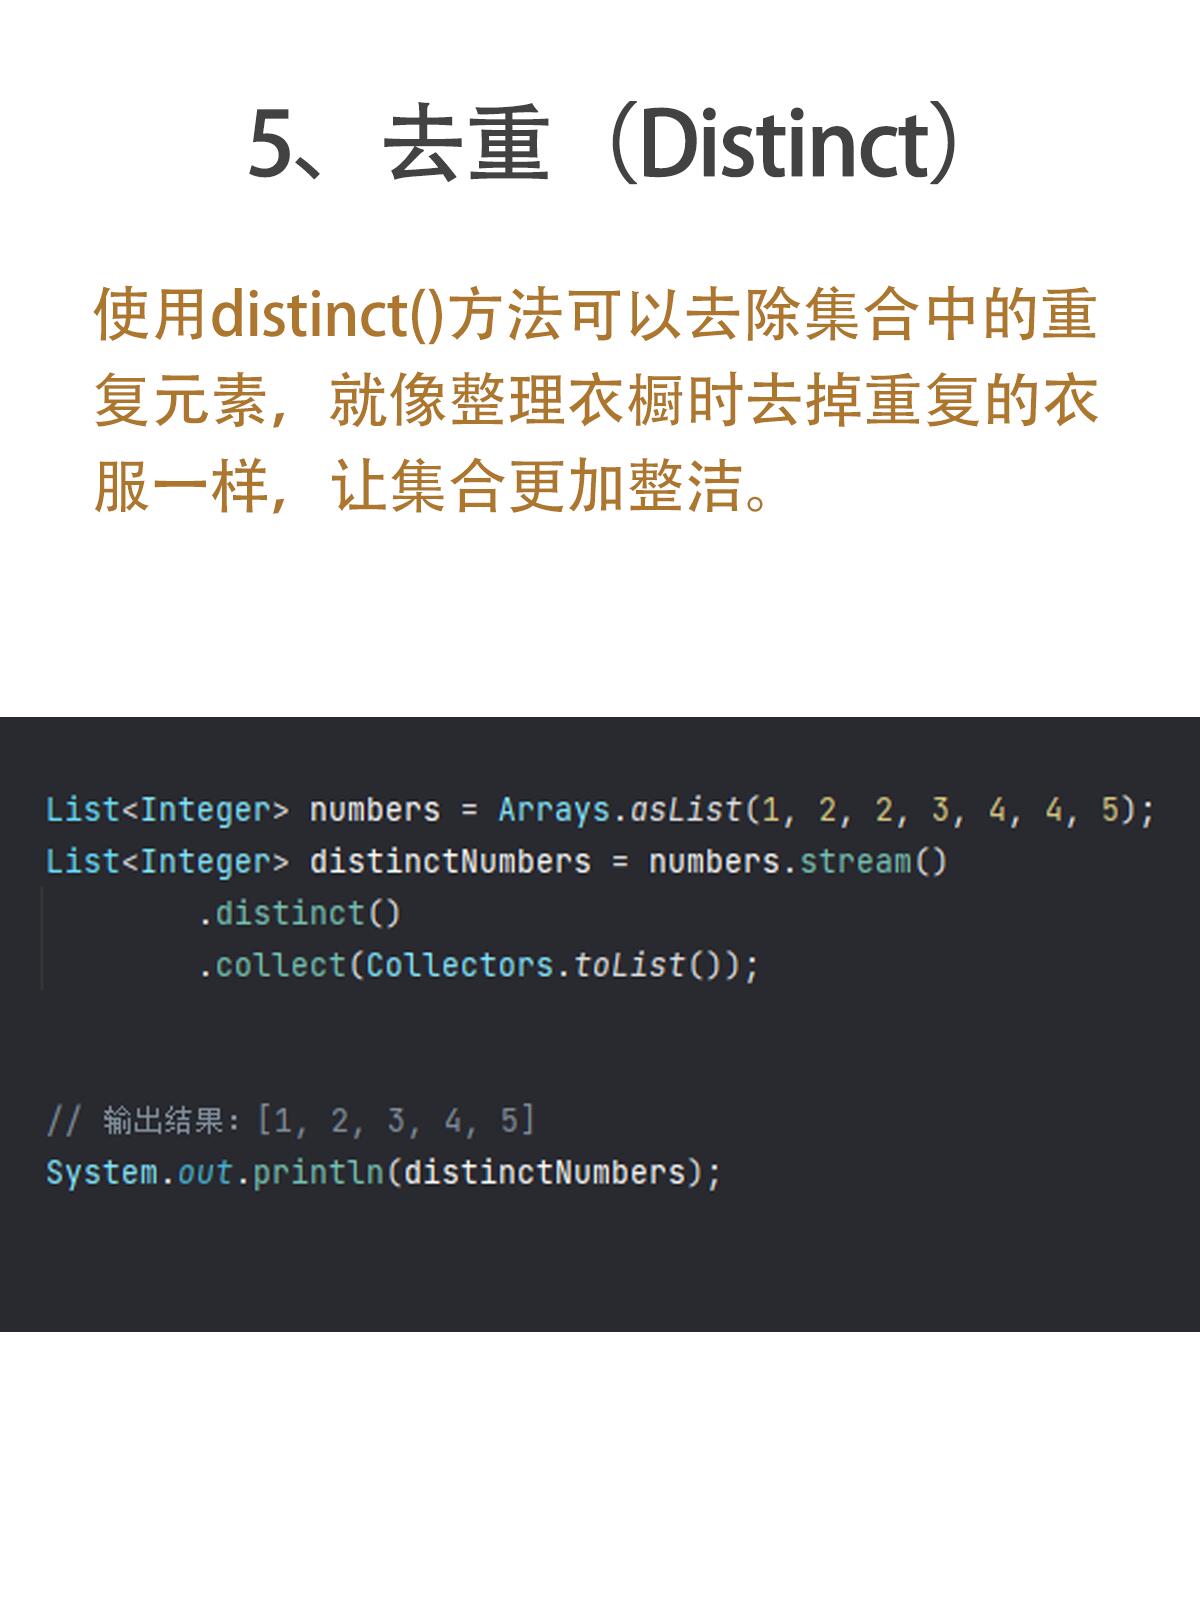 5、去重（Distinct）
使用distinct()方法可以去除集合中的重
复元素，就像整理衣橱时去掉重复的衣
服一样，让集合更加整洁。
List<Integer> numbers = Arrays.asList(1, 2, 2, 3, 4, 4, 5);
List<Integer> distinctNumbers = numbers.stream()
        .distinct()
        .collect(Collectors.toList());
// 输出结果：[1, 2, 3, 4, 5]
System.out.println(distinctNumbers);